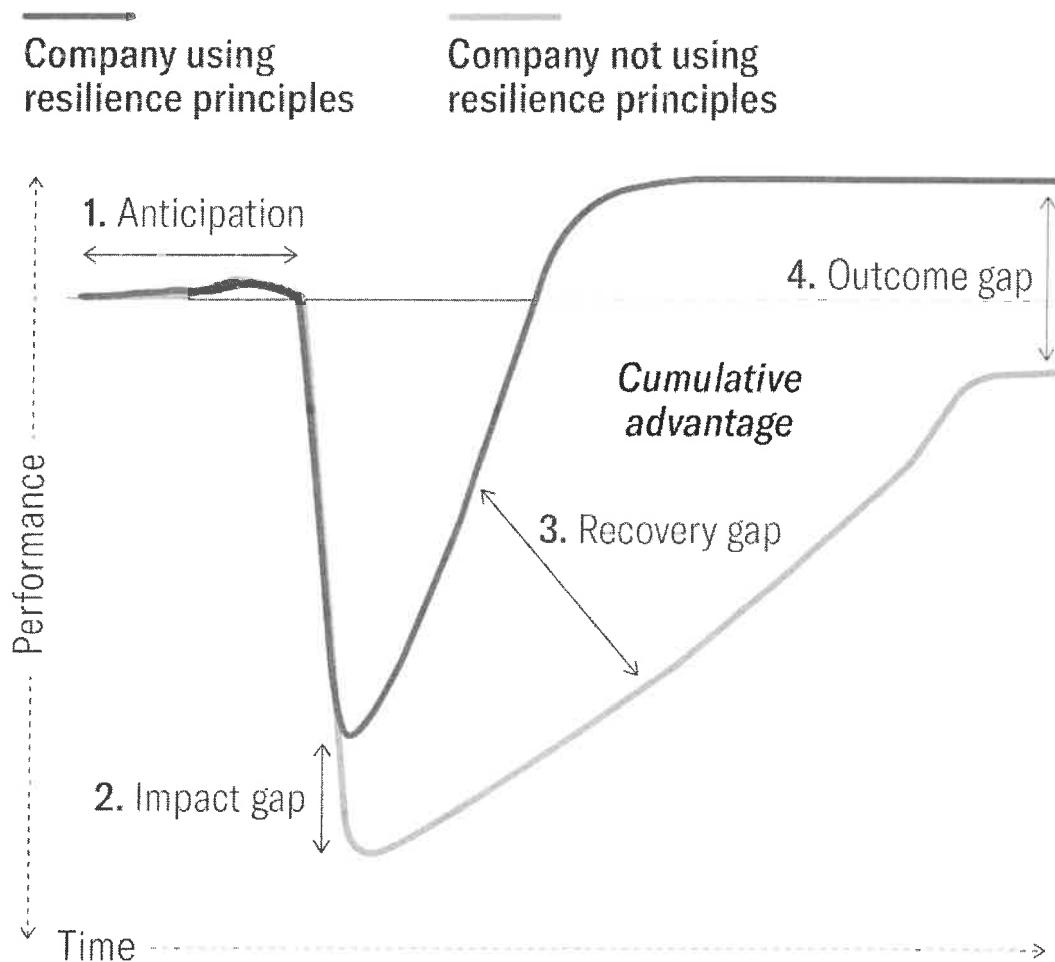 Company using
resilience principles
Company not using
resilience principles
1. Anticipation
4. Outcome gap
Cumulative
advantage
3. Recovery gap
Performance
2. Impact gap
Time